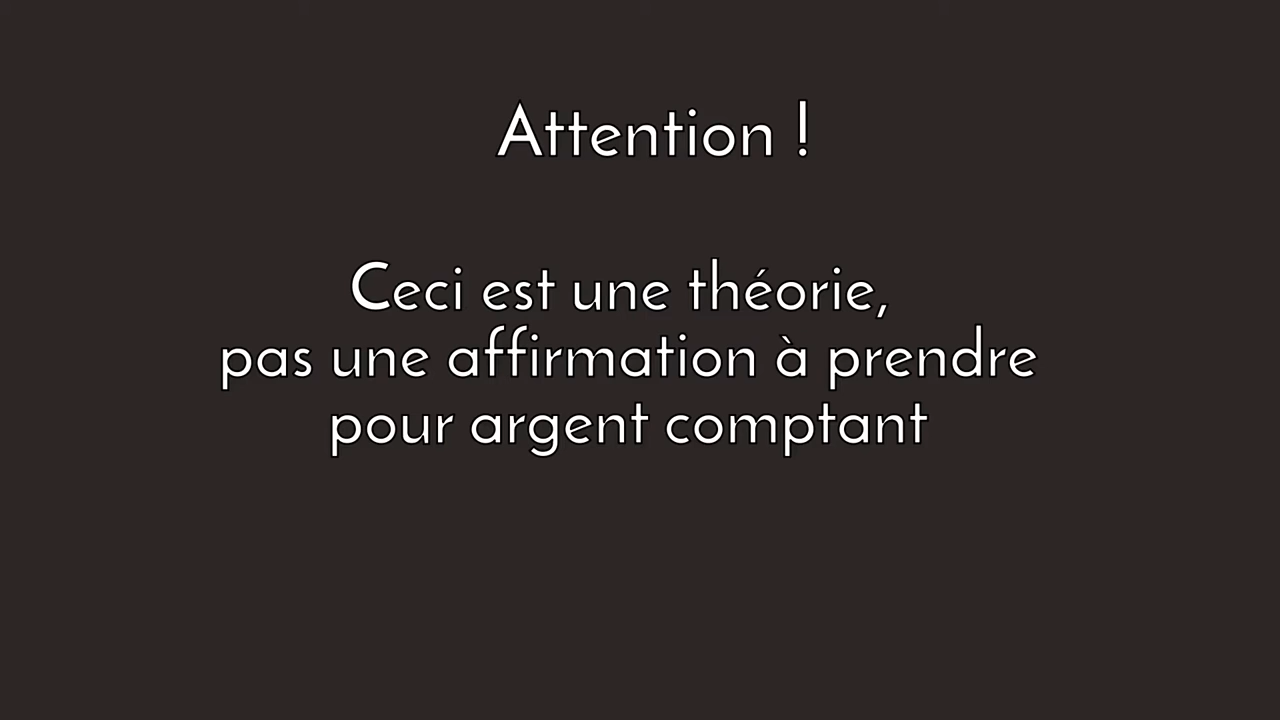 Attention !
Ceci est une théorie,
pas une affirmation à prendre
pour argent comptant